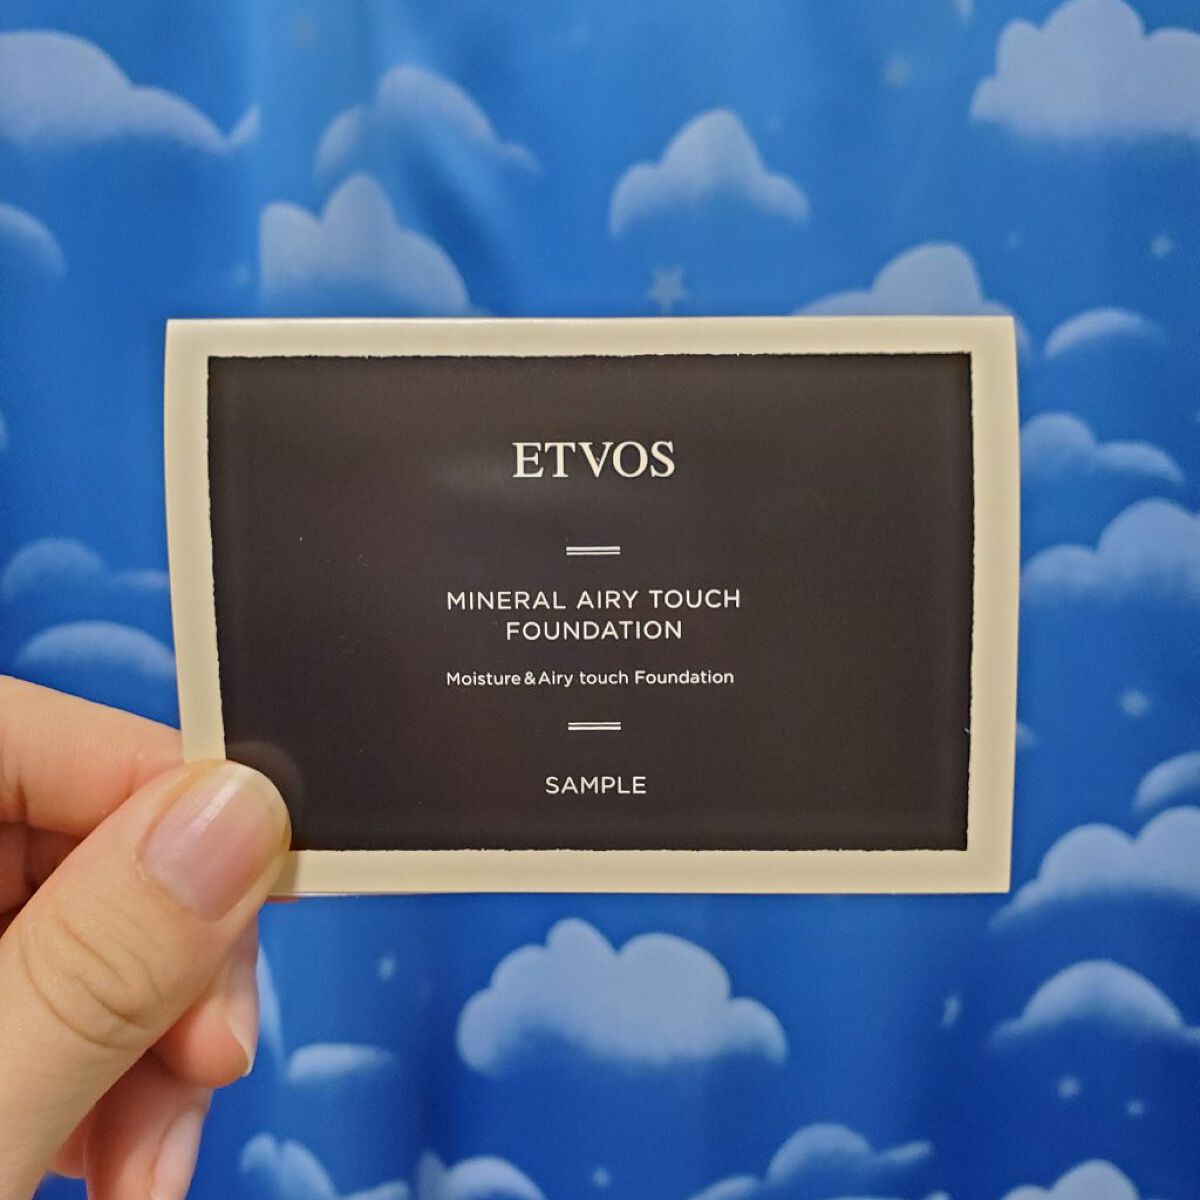 ETVOS
MINERAL AIRY TOUCH
FOUNDATION
Moisture&Airy touch Foundation
SAMPLE